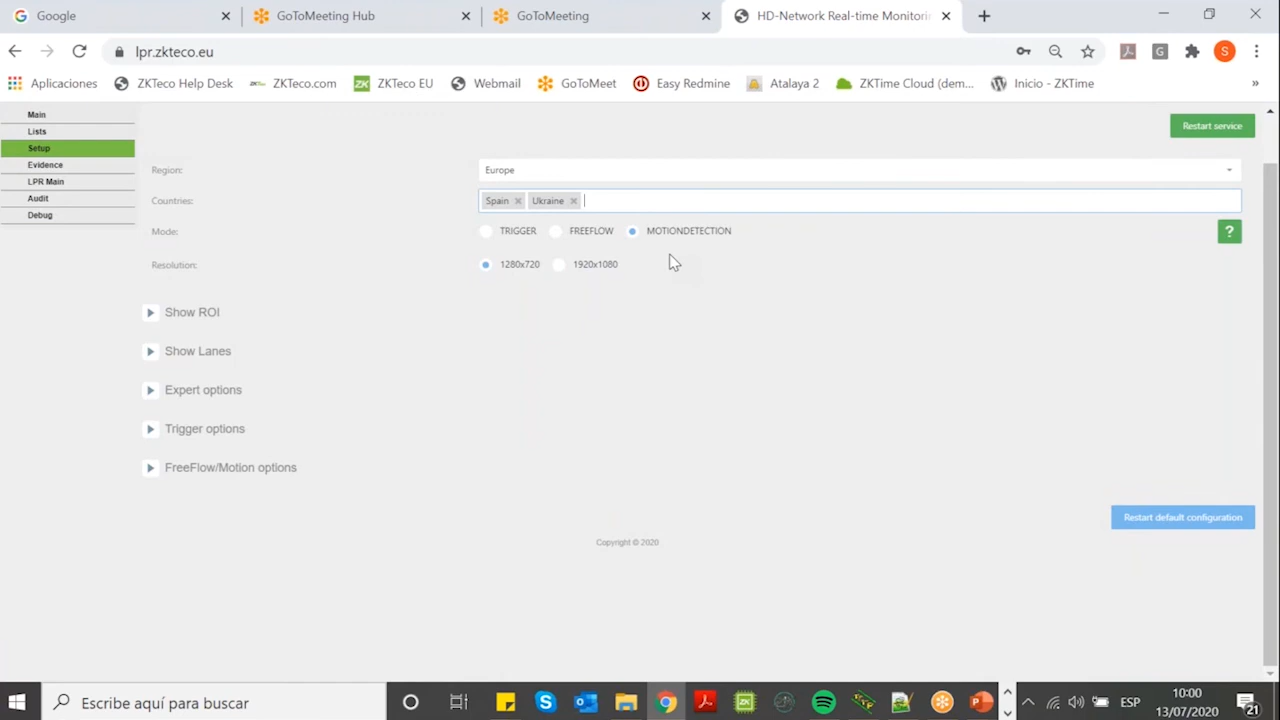 Google
GoToMeeting Hub
GoToMeeting
HD-Network Real-time Monitorin
lpr.zkteco.eu
Aplicaciones
ZKTeco Help Desk
ZKTeco.com
ZKTeco EU
Webmail
GoToMeet
Easy Redmine
Atalaya 2
ZKTime Cloud (dem...
Inicio - ZKTime
»
Main
Lists
Setup
Evidence
LPR Main
Audit
Debug
Restart service
Region:
Europe
Countries:
Spain × Ukraine ×
Mode:
TRIGGER FREEFLOW MOTIONDETECTION
?
Resolution:
1280x720 1920x1080
Show ROI
Show Lanes
Expert options
Trigger options
FreeFlow/Motion options
Restart default configuration
Copyright © 2020
Escribe aquí para buscar
ESP
10:00
13/07/2020
21